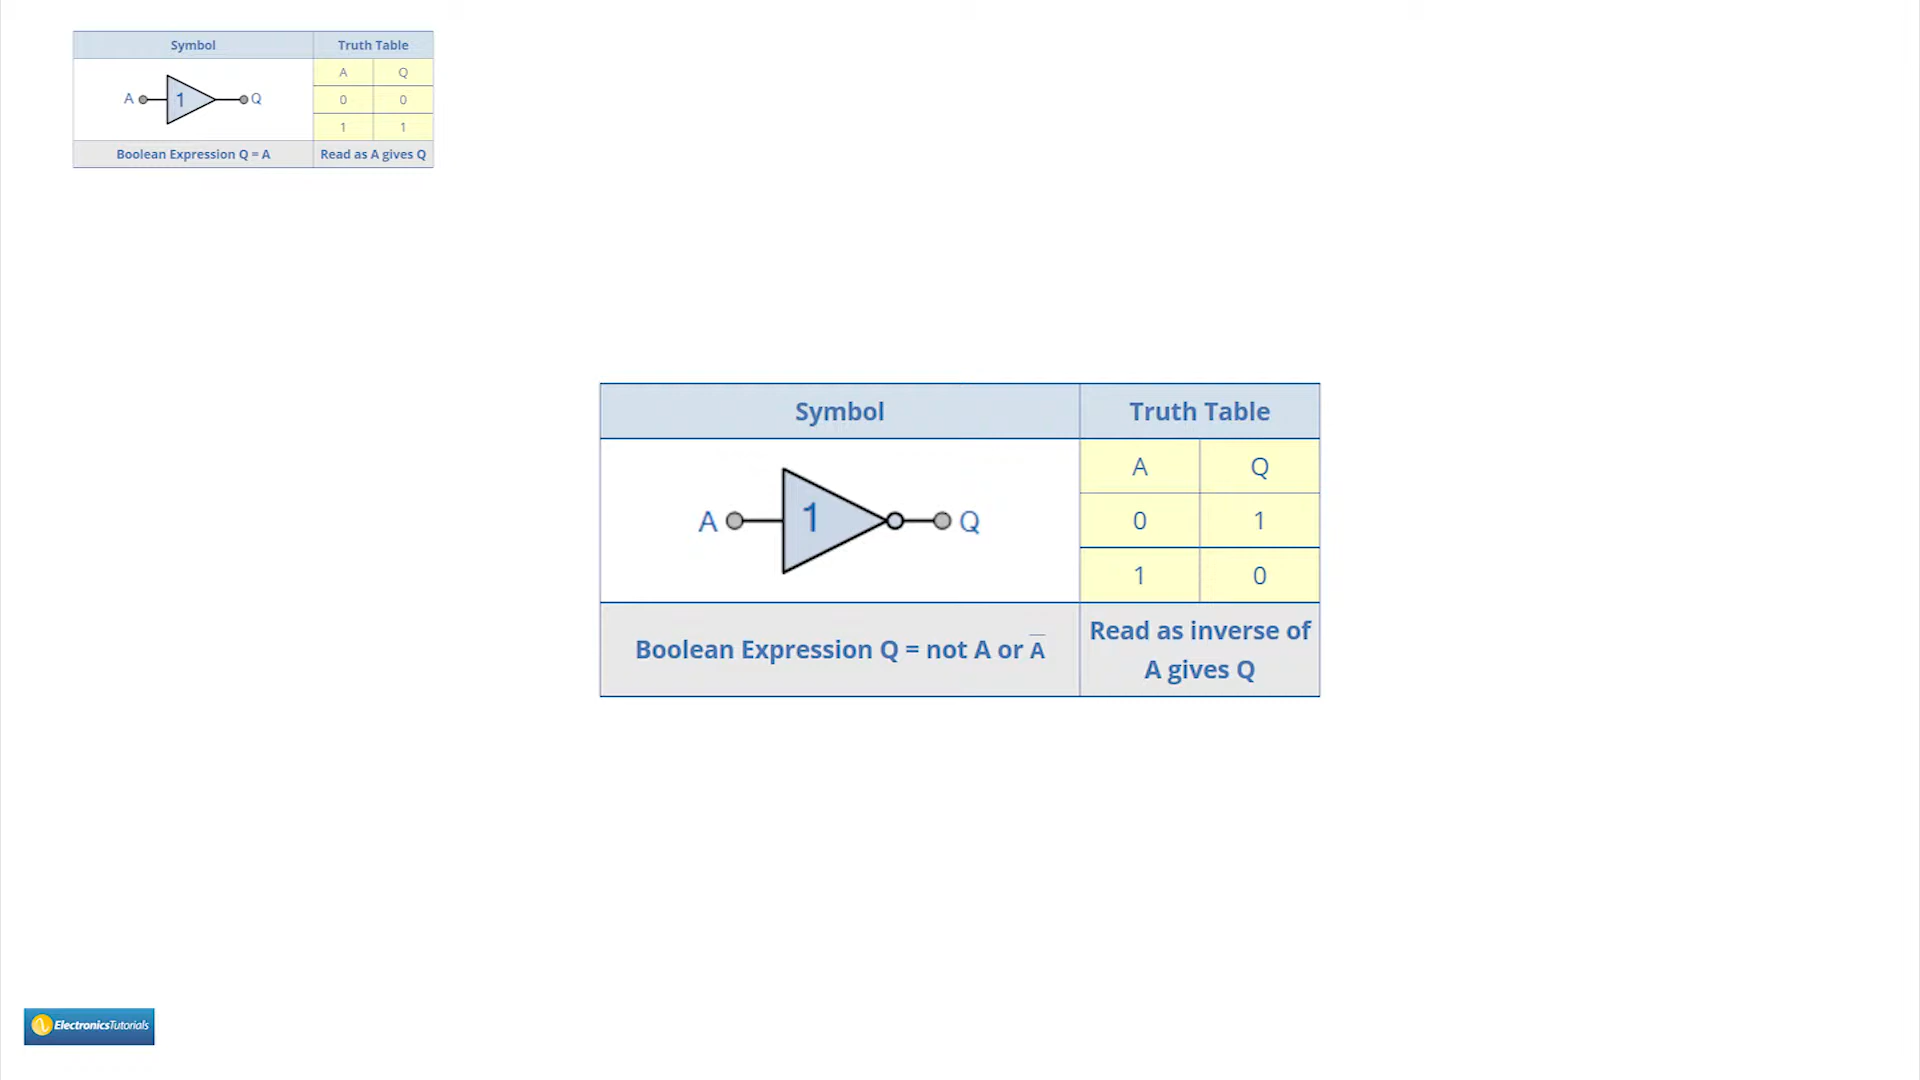 Symbol Truth Table
A Q
A 1 Q 0 0
1 1
Boolean Expression Q = A Read as A gives Q
Symbol Truth Table
A Q
A 1 Q 0 1
1 0
Boolean Expression Q = not A or A̅ Read as inverse of
A gives Q
ElectronicsTutorials